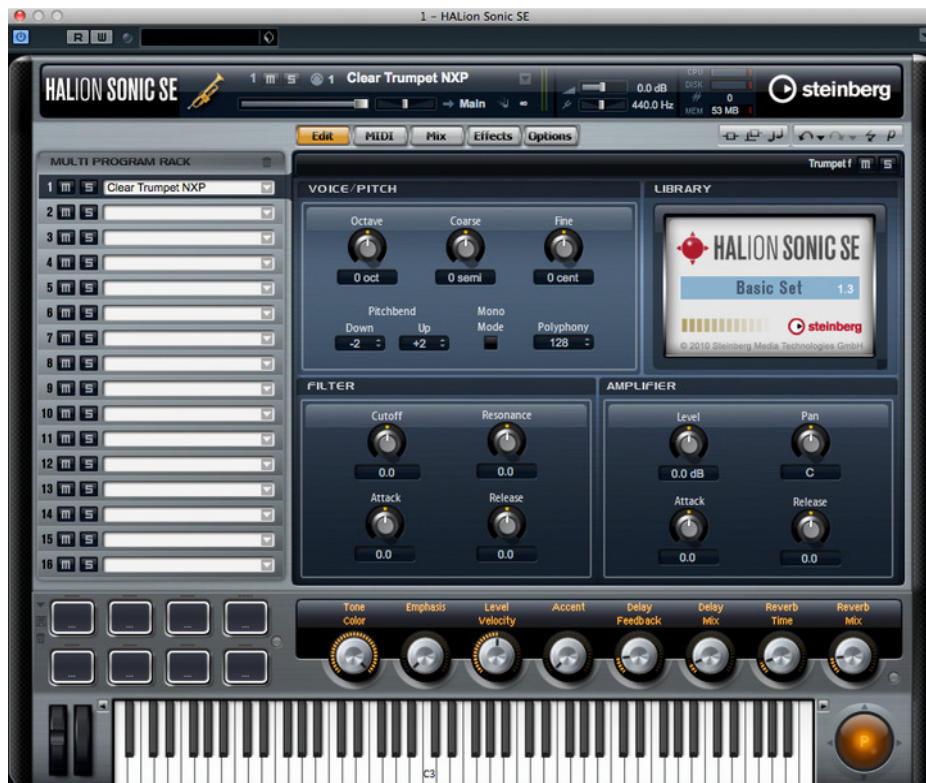 1 - HALion Sonic SE
R W
HALION SONIC SE
1 m S 1 Clear Trumpet NXP
Main
0.0 dB
440.0 Hz
CPU
DISK
0
MEM 53 MB
steinberg
Edit MIDI Mix Effects Options
MULTI PROGRAM RACK
Trumpet f m S
1 m S Clear Trumpet NXP
2 m S
3 m S
4 m S
5 m S
6 m S
7 m S
8 m S
9 m S
10 m S
11 m S
12 m S
13 m S
14 m S
15 m S
16 m S
VOICE/PITCH
Octave Coarse Fine
0 oct 0 semi 0 cent
Pitchbend
Down Up
-2 +2
Mono
Mode
Polyphony
128
LIBRARY
HALION SONIC SE
Basic Set 1.3
steinberg
© 2010 Steinberg Media Technologies GmbH
FILTER
Cutoff Resonance
0.0 0.0
Attack Release
0.0 0.0
AMPLIFIER
Level Pan
0.0 dB C
Attack Release
0.0 0.0
... ... ... ...
... ... ... ...
Tone
Color
Emphasis
Level
Velocity
Accent
Delay
Feedback
Delay
Mix
Reverb
Time
Reverb
Mix
C3
P